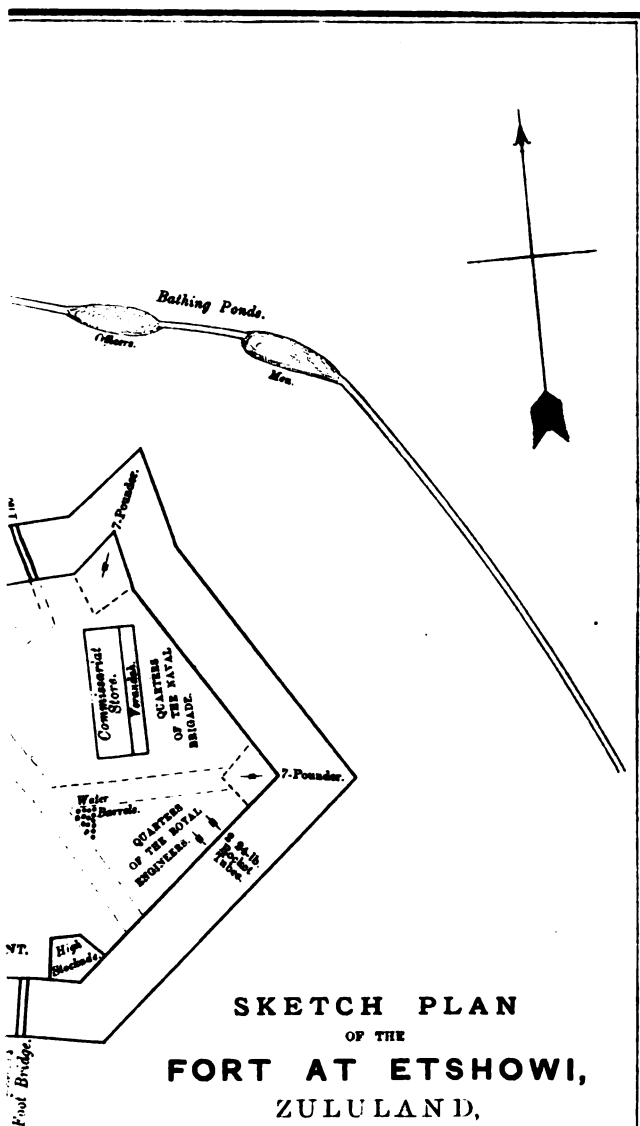 Bathing Ponds.
Officers.
Men.
7-Pounder.
Commissariat
Store.
Verandah.
QUARTERS
OF THE NAVAL
BRIGADE.
7-Pounder.
Water
Barrels.
QUARTERS
OF THE ROYAL
ENGINEERS.
2 24-lb.
Rocket
Tubes.
NT.
High
Stockade.
Foot Bridge.
SKETCH PLAN
OF THE
FORT AT ETSHOWI,
ZULULAND,